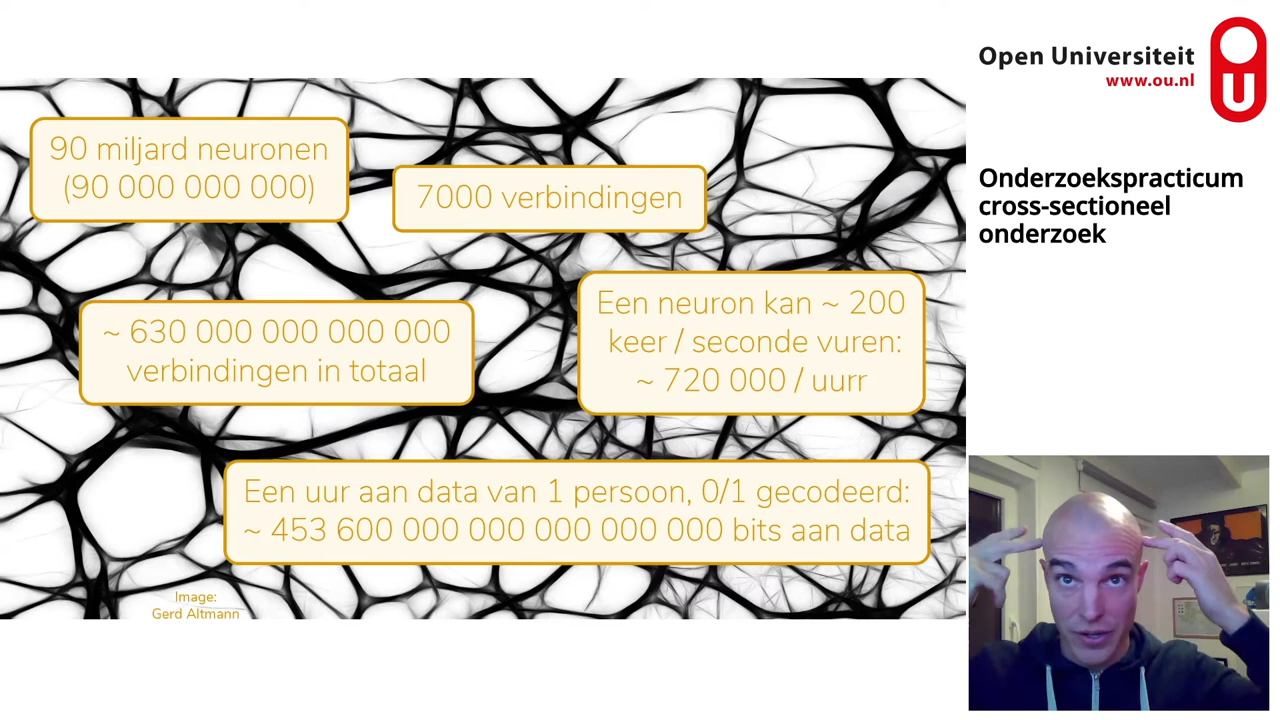 Open Universiteit
www.ou.nl
U
Onderzoekspracticum
cross-sectioneel
onderzoek
90 miljard neuronen
(90 000 000 000)
7000 verbindingen
~ 630 000 000 000 000
verbindingen in totaal
Een neuron kan ~ 200
keer / seconde vuren:
~ 720 000 / uurr
Een uur aan data van 1 persoon, 0/1 gecodeerd:
~ 453 600 000 000 000 000 000 bits aan data
Image:
Gerd Altmann